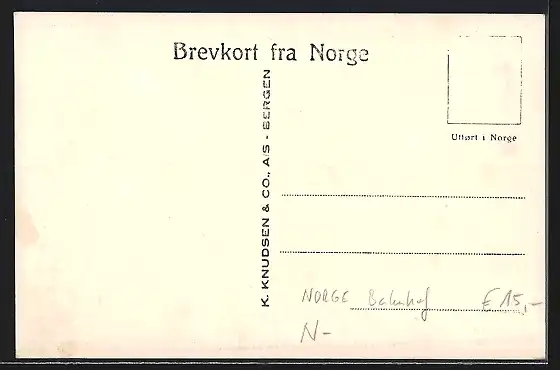 Brevkort fra Norge
Utført i Norge
K. KNUDSEN & CO., A/S - BERGEN
NORGE Bahnhof £15,-
N-